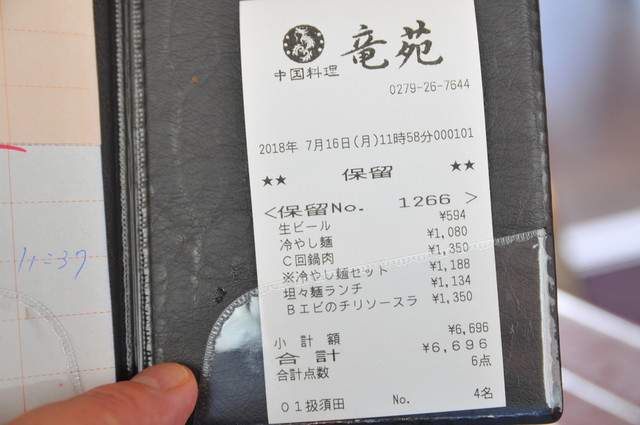 竜苑
中国料理
0279-26-7644
2018年 7月16日(月)11時58分000101
★★ 保留 ★★
<保留No. 1266 >
生ビール ¥594
冷やし麺 ¥1,080
C回鍋肉 ¥1,350
※冷やし麺セット ¥1,188
坦々麺ランチ ¥1,134
Bエビのチリソースラ ¥1,350
小計額 ¥6,696
合計 ¥6,696
合計点数 6点
01扱須田 No. 4名